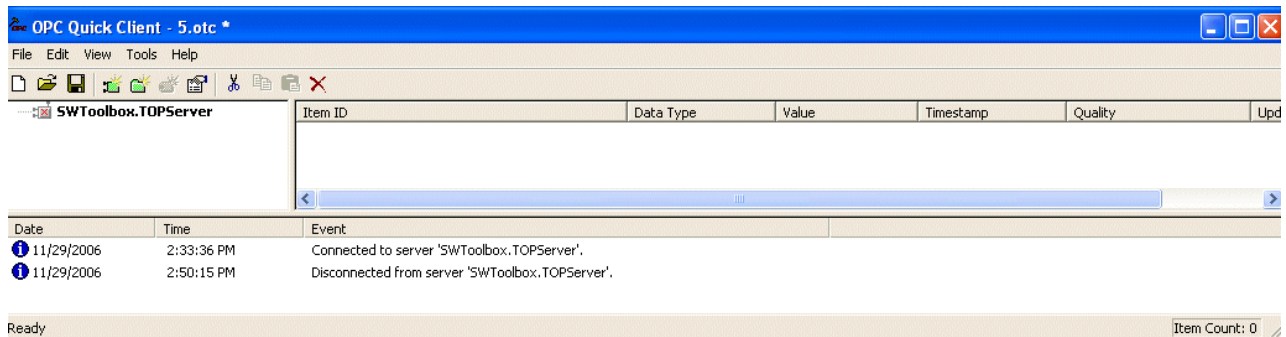 OPC Quick Client - 5.otc *
File Edit View Tools Help
SWToolbox.TOPServer
Item ID Data Type Value Timestamp Quality Upd
Date Time Event
11/29/2006 2:33:36 PM Connected to server 'SWToolbox.TOPServer'.
11/29/2006 2:50:15 PM Disconnected from server 'SWToolbox.TOPServer'.
Ready Item Count: 0